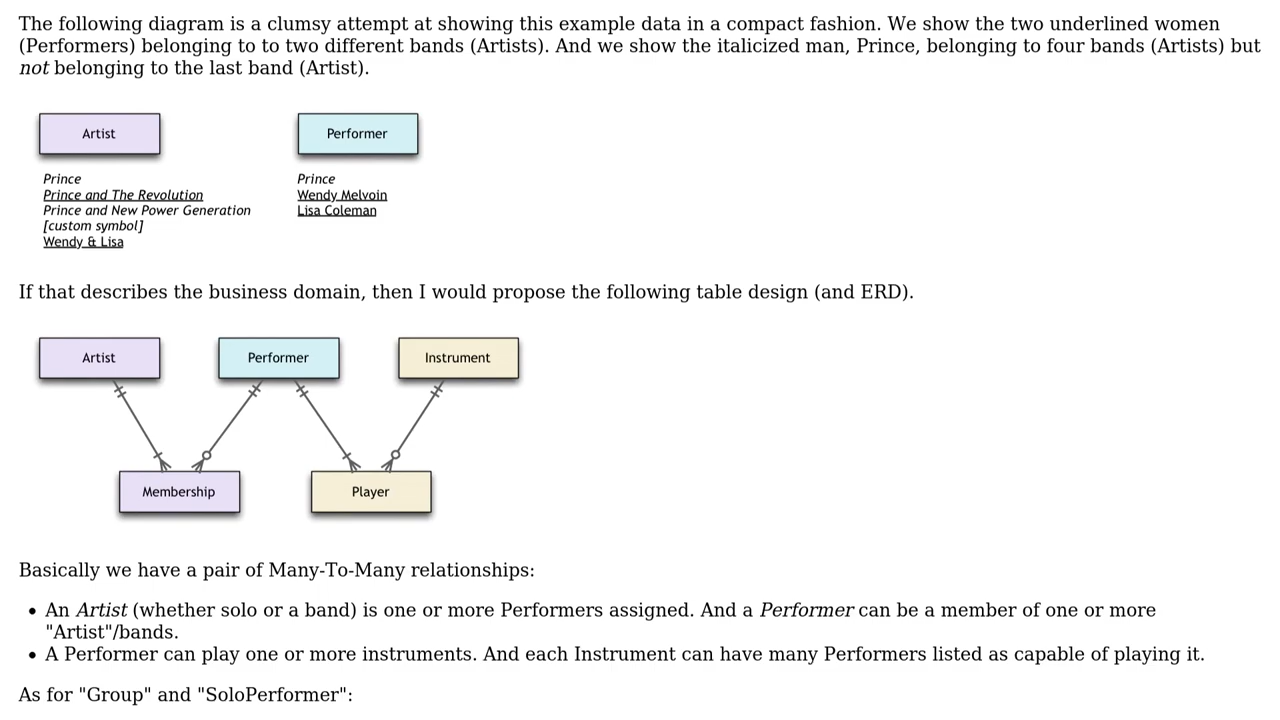 The following diagram is a clumsy attempt at showing this example data in a compact fashion. We show the two underlined women
(Performers) belonging to to two different bands (Artists). And we show the italicized man, Prince, belonging to four bands (Artists) but
not belonging to the last band (Artist).
Artist
Performer
Prince
Prince and The Revolution
Prince and New Power Generation
[custom symbol]
Wendy & Lisa
Prince
Wendy Melvoin
Lisa Coleman
If that describes the business domain, then I would propose the following table design (and ERD).
Artist
Performer
Instrument
Membership
Player
Basically we have a pair of Many-To-Many relationships:
• An Artist (whether solo or a band) is one or more Performers assigned. And a Performer can be a member of one or more
"Artist"/bands.
• A Performer can play one or more instruments. And each Instrument can have many Performers listed as capable of playing it.
As for "Group" and "SoloPerformer":